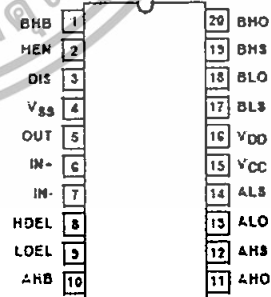 BHB 1 20 BHO
HEN 2 19 BHS
DIS 3 18 BLO
VSS 4 17 BLS
OUT 5 16 VDD
IN+ 6 15 VCC
IN- 7 14 ALS
HDEL 8 13 ALO
LDEL 9 12 AHS
AHB 10 11 AHO